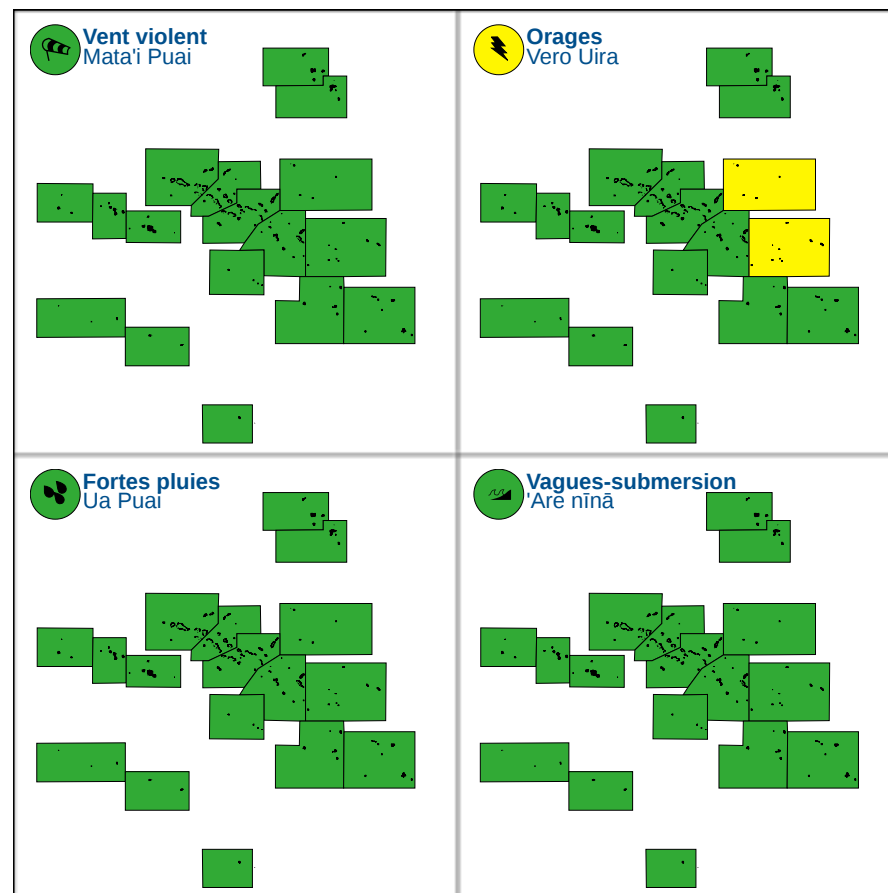 Vent violent
Mata'i Puai
Orages
Vero Uira
Fortes pluies
Ua Puai
Vagues-submersion
'Are nīnā